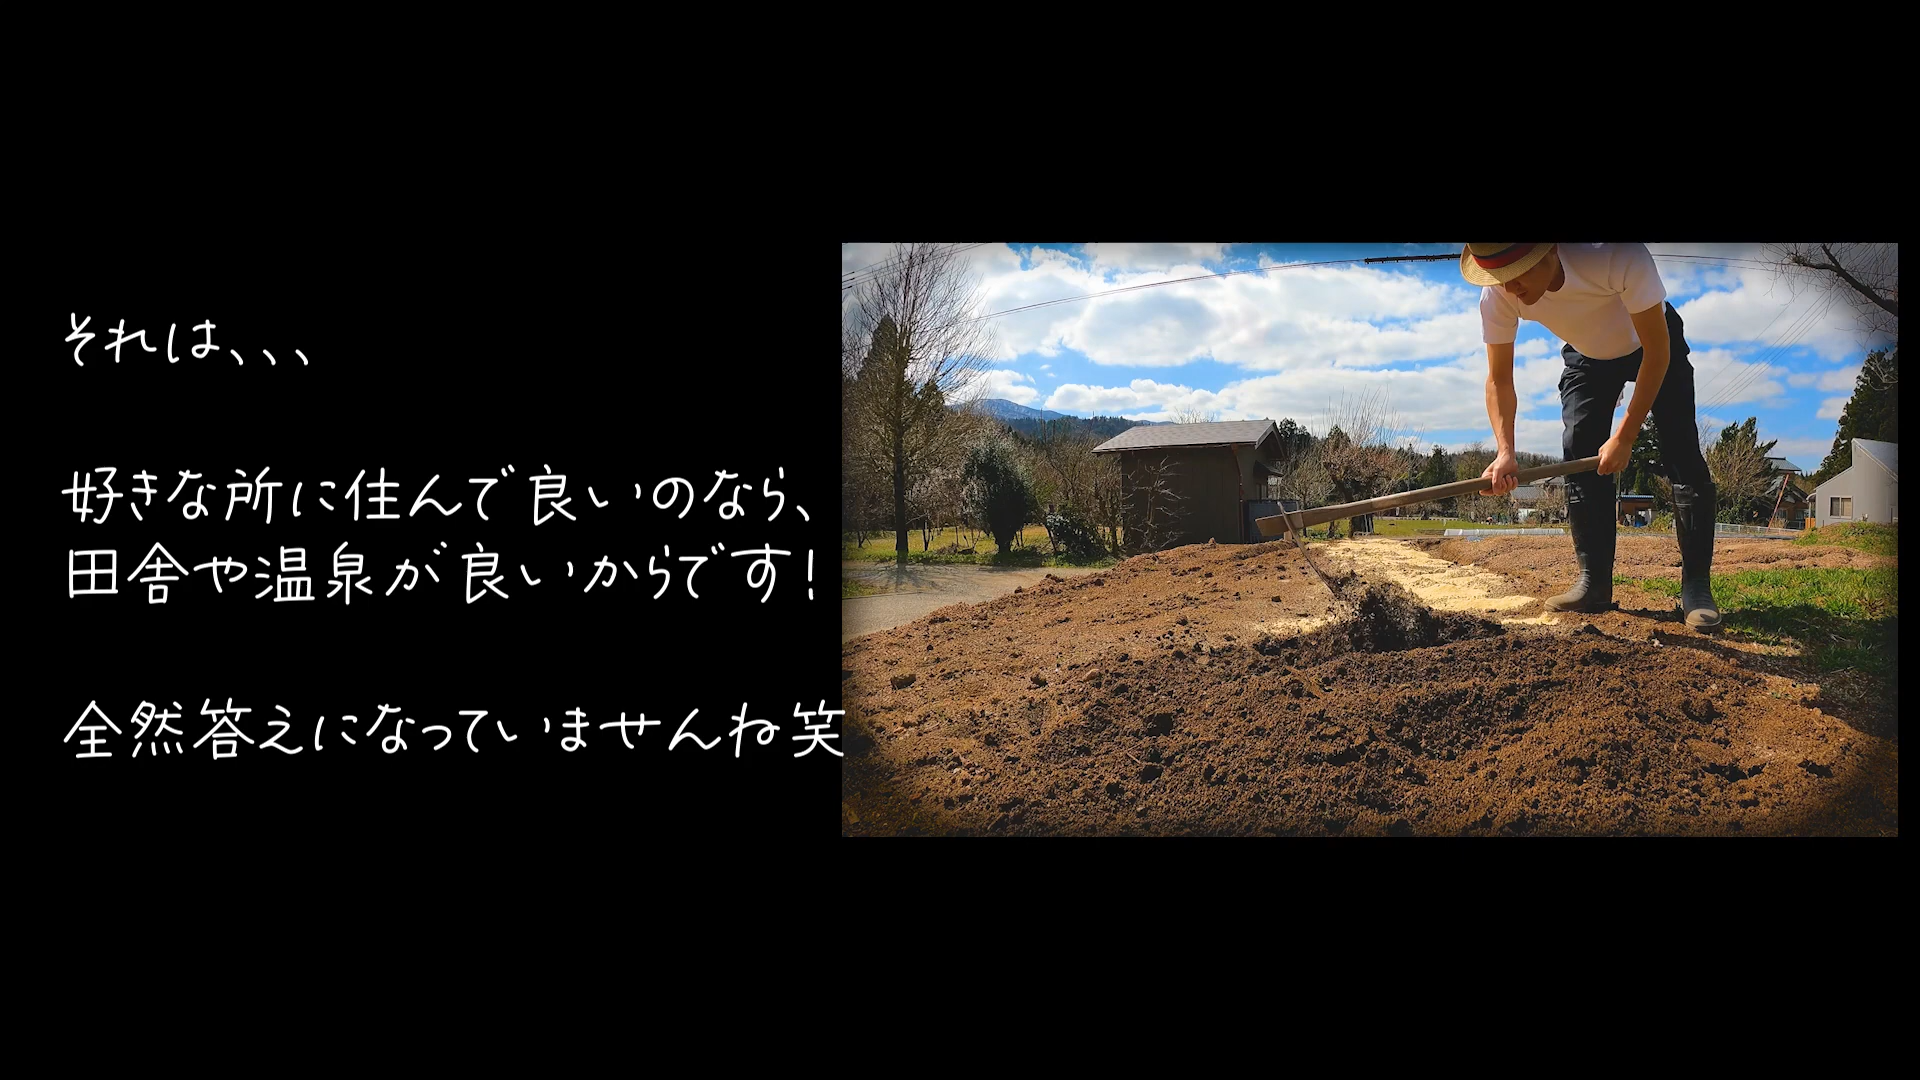 それは、、、
好きな所に住んで良いのなら、
田舎や温泉が良いからです！
全然答えになっていませんね笑